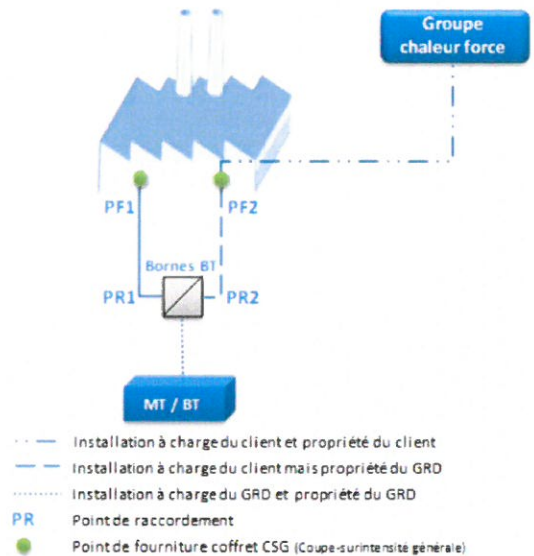 Groupe
chaleur force
PF1
PF2
Bornes BT
PR1
PR2
MT / BT
Installation à charge du client et propriété du client
Installation à charge du client mais propriété du GRD
Installation à charge du GRD et propriété du GRD
PR Point de raccordement
Point de fourniture coffret CSG (Coupe-surintensité générale)